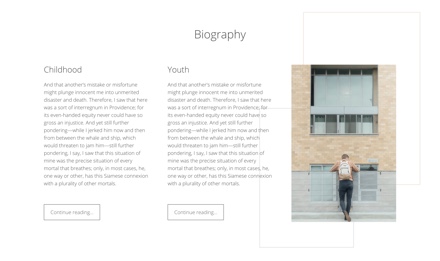 Biography
Childhood
And that another's mistake or misfortune
might plunge innocent me into unmerited
disaster and death. Therefore, I saw that here
was a sort of interregnum in Providence; for
its even-handed equity never could have so
gross an injustice. And yet still further
pondering—while I jerked him now and then
from between the whale and ship, which
would threaten to jam him—still further
pondering, I say, I saw that this situation of
mine was the precise situation of every
mortal that breathes; only, in most cases, he,
one way or other, has this Siamese connexion
with a plurality of other mortals.
Continue reading...
Youth
And that another's mistake or misfortune
might plunge innocent me into unmerited
disaster and death. Therefore, I saw that here
was a sort of interregnum in Providence; for
its even-handed equity never could have so
gross an injustice. And yet still further
pondering—while I jerked him now and then
from between the whale and ship, which
would threaten to jam him—still further
pondering, I say, I saw that this situation of
mine was the precise situation of every
mortal that breathes; only, in most cases, he,
one way or other, has this Siamese connexion
with a plurality of other mortals.
Continue reading...